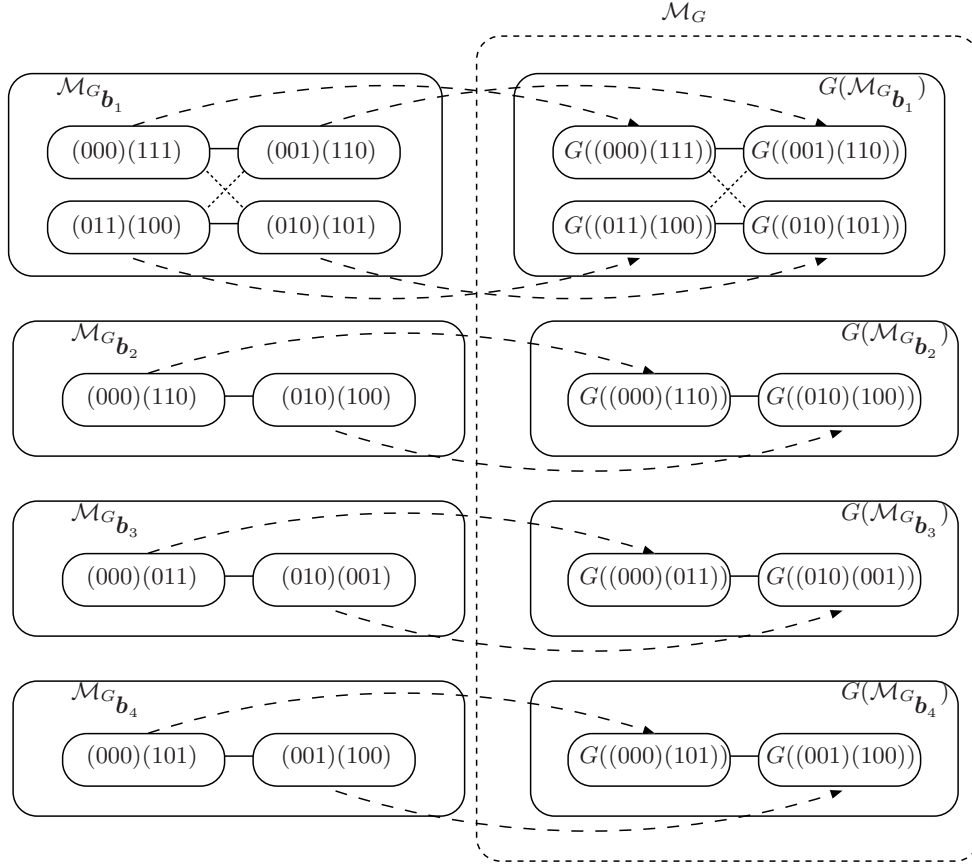 𝓜_G
𝓜_{G_{𝒃_1}} G(𝓜_{G_{𝒃_1}})
(000)(111) (001)(110) G((000)(111)) G((001)(110))
(011)(100) (010)(101) G((011)(100)) G((010)(101))
𝓜_{G_{𝒃_2}} G(𝓜_{G_{𝒃_2}})
(000)(110) (010)(100) G((000)(110)) G((010)(100))
𝓜_{G_{𝒃_3}} G(𝓜_{G_{𝒃_3}})
(000)(011) (010)(001) G((000)(011)) G((010)(001))
𝓜_{G_{𝒃_4}} G(𝓜_{G_{𝒃_4}})
(000)(101) (001)(100) G((000)(101)) G((001)(100))